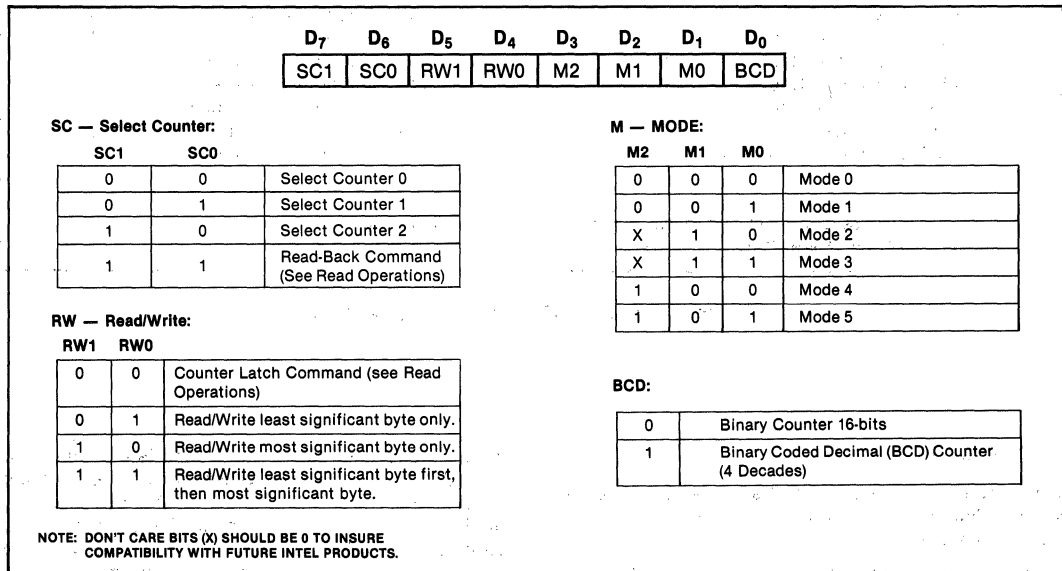 D7 D6 D5 D4 D3 D2 D1 D0
SC1 SC0 RW1 RW0 M2 M1 M0 BCD
SC — Select Counter:
SC1 SC0
0 0 Select Counter 0
0 1 Select Counter 1
1 0 Select Counter 2
1 1 Read-Back Command
(See Read Operations)
RW — Read/Write:
RW1 RW0
0 0 Counter Latch Command (see Read
Operations)
0 1 Read/Write least significant byte only.
1 0 Read/Write most significant byte only.
1 1 Read/Write least significant byte first,
then most significant byte.
M — MODE:
M2 M1 M0
0 0 0 Mode 0
0 0 1 Mode 1
X 1 0 Mode 2
X 1 1 Mode 3
1 0 0 Mode 4
1 0 1 Mode 5
BCD:
0 Binary Counter 16-bits
1 Binary Coded Decimal (BCD) Counter
(4 Decades)
NOTE: DON'T CARE BITS (X) SHOULD BE 0 TO INSURE
COMPATIBILITY WITH FUTURE INTEL PRODUCTS.